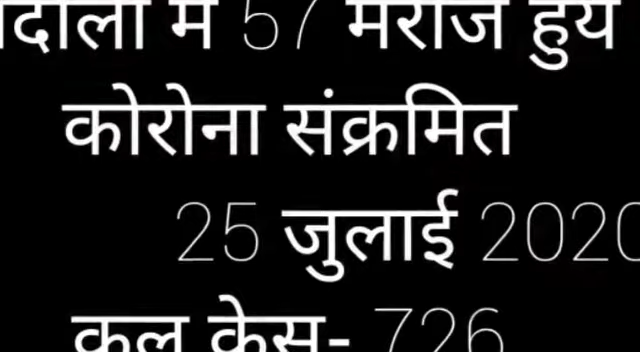 में 57 मरीज हुये
कोरोना संक्रमित
25 जुलाई 2020
कुल केस- 726